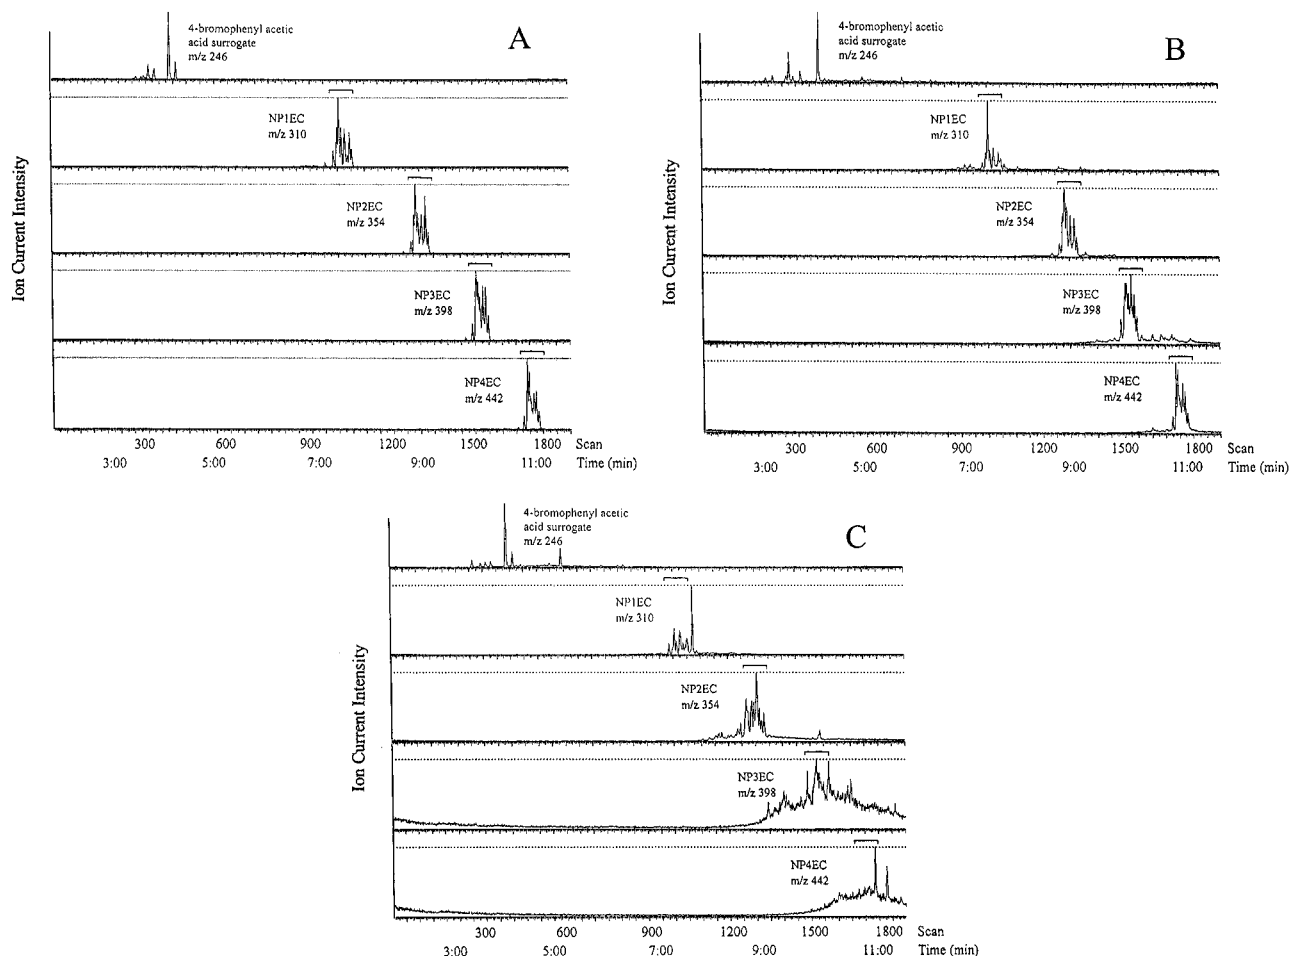 4-bromophenyl acetic
acid surrogate
m/z 246
A
NP1EC
m/z 310
NP2EC
m/z 354
NP3EC
m/z 398
NP4EC
m/z 442
Ion Current Intensity
300 600 900 1200 1500 1800 Scan
3:00 5:00 7:00 9:00 11:00 Time (min)
4-bromophenyl acetic
acid surrogate
m/z 246
B
NP1EC
m/z 310
NP2EC
m/z 354
NP3EC
m/z 398
NP4EC
m/z 442
Ion Current Intensity
300 600 900 1200 1500 1800 Scan
3:00 5:00 7:00 9:00 11:00 Time (min)
4-bromophenyl acetic
acid surrogate
m/z 246
C
NP1EC
m/z 310
NP2EC
m/z 354
NP3EC
m/z 398
NP4EC
m/z 442
Ion Current Intensity
300 600 900 1200 1500 1800 Scan
3:00 5:00 7:00 9:00 11:00 Time (min)